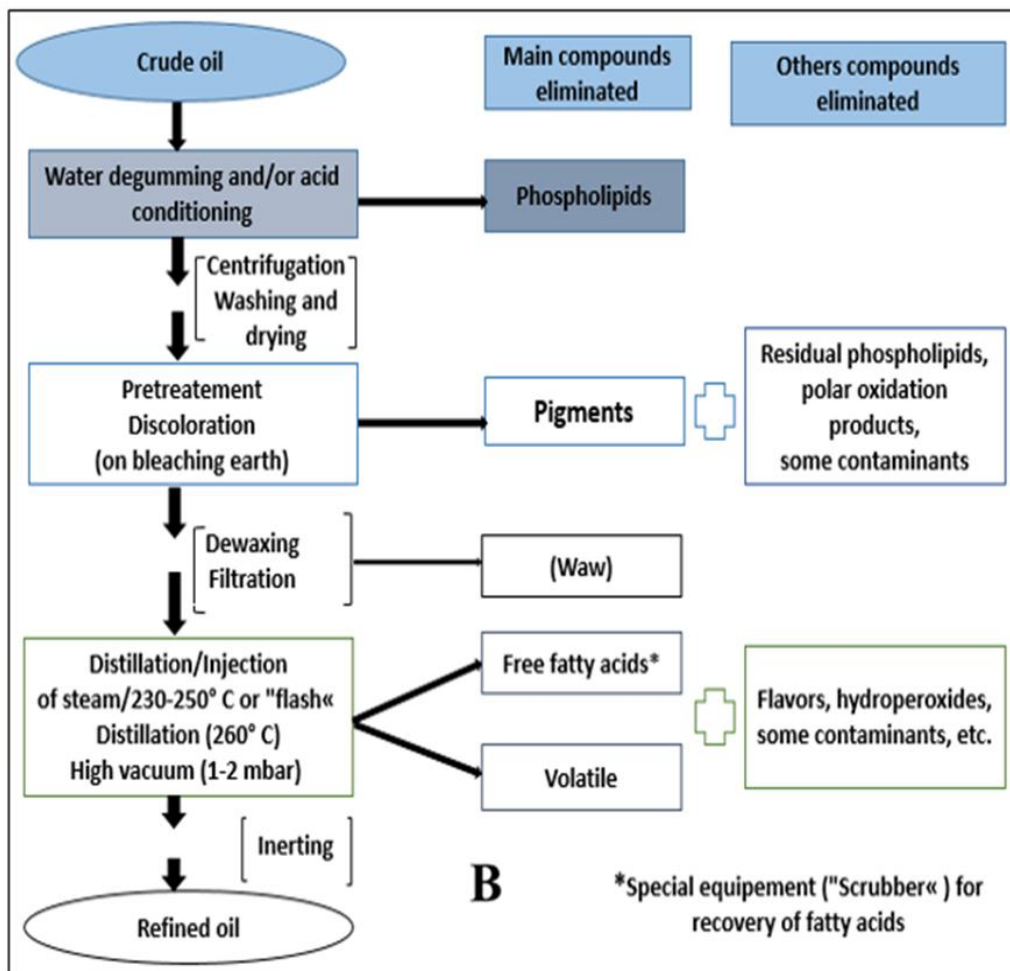 Crude oil
Main compounds
eliminated
Others compounds
eliminated
Water degumming and/or acid
conditioning
Phospholipids
Centrifugation
Washing and
drying
Pretreatement
Discoloration
(on bleaching earth)
Pigments
Residual phospholipids,
polar oxidation
products,
some contaminants
Dewaxing
Filtration
(Waw)
Distillation/Injection
of steam/230-250° C or "flash«
Distillation (260° C)
High vacuum (1-2 mbar)
Free fatty acids*
Volatile
Flavors, hydroperoxides,
some contaminants, etc.
Inerting
Refined oil
B
*Special equipement ("Scrubber« ) for
recovery of fatty acids